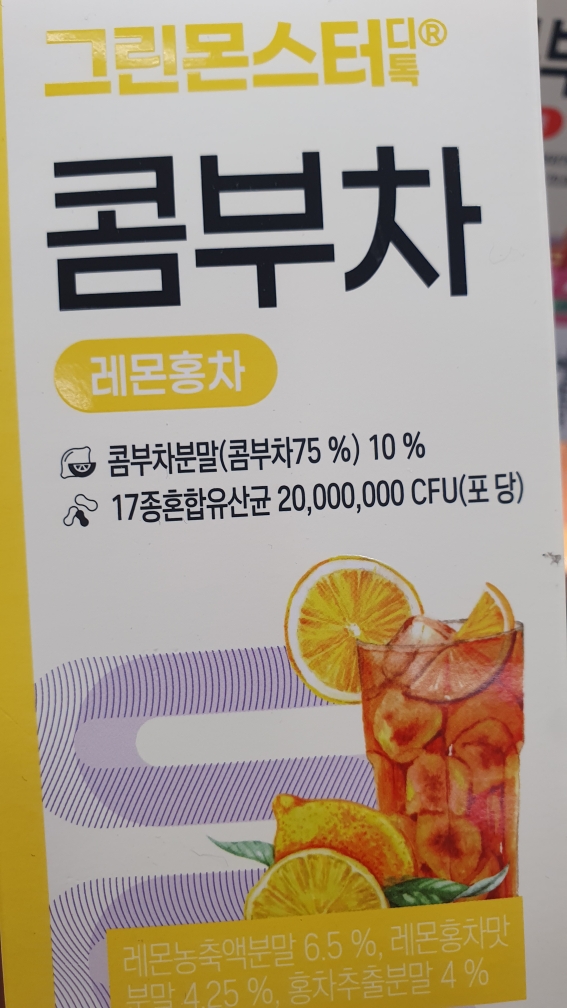 그린몬스터 디톡®
콤부차
레몬홍차
콤부차분말(콤부차75 %) 10 %
17종혼합유산균 20,000,000 CFU(포 당)
레몬농축액분말 6.5 %, 레몬홍차맛
분말 4.25 %, 홍차추출분말 4 %